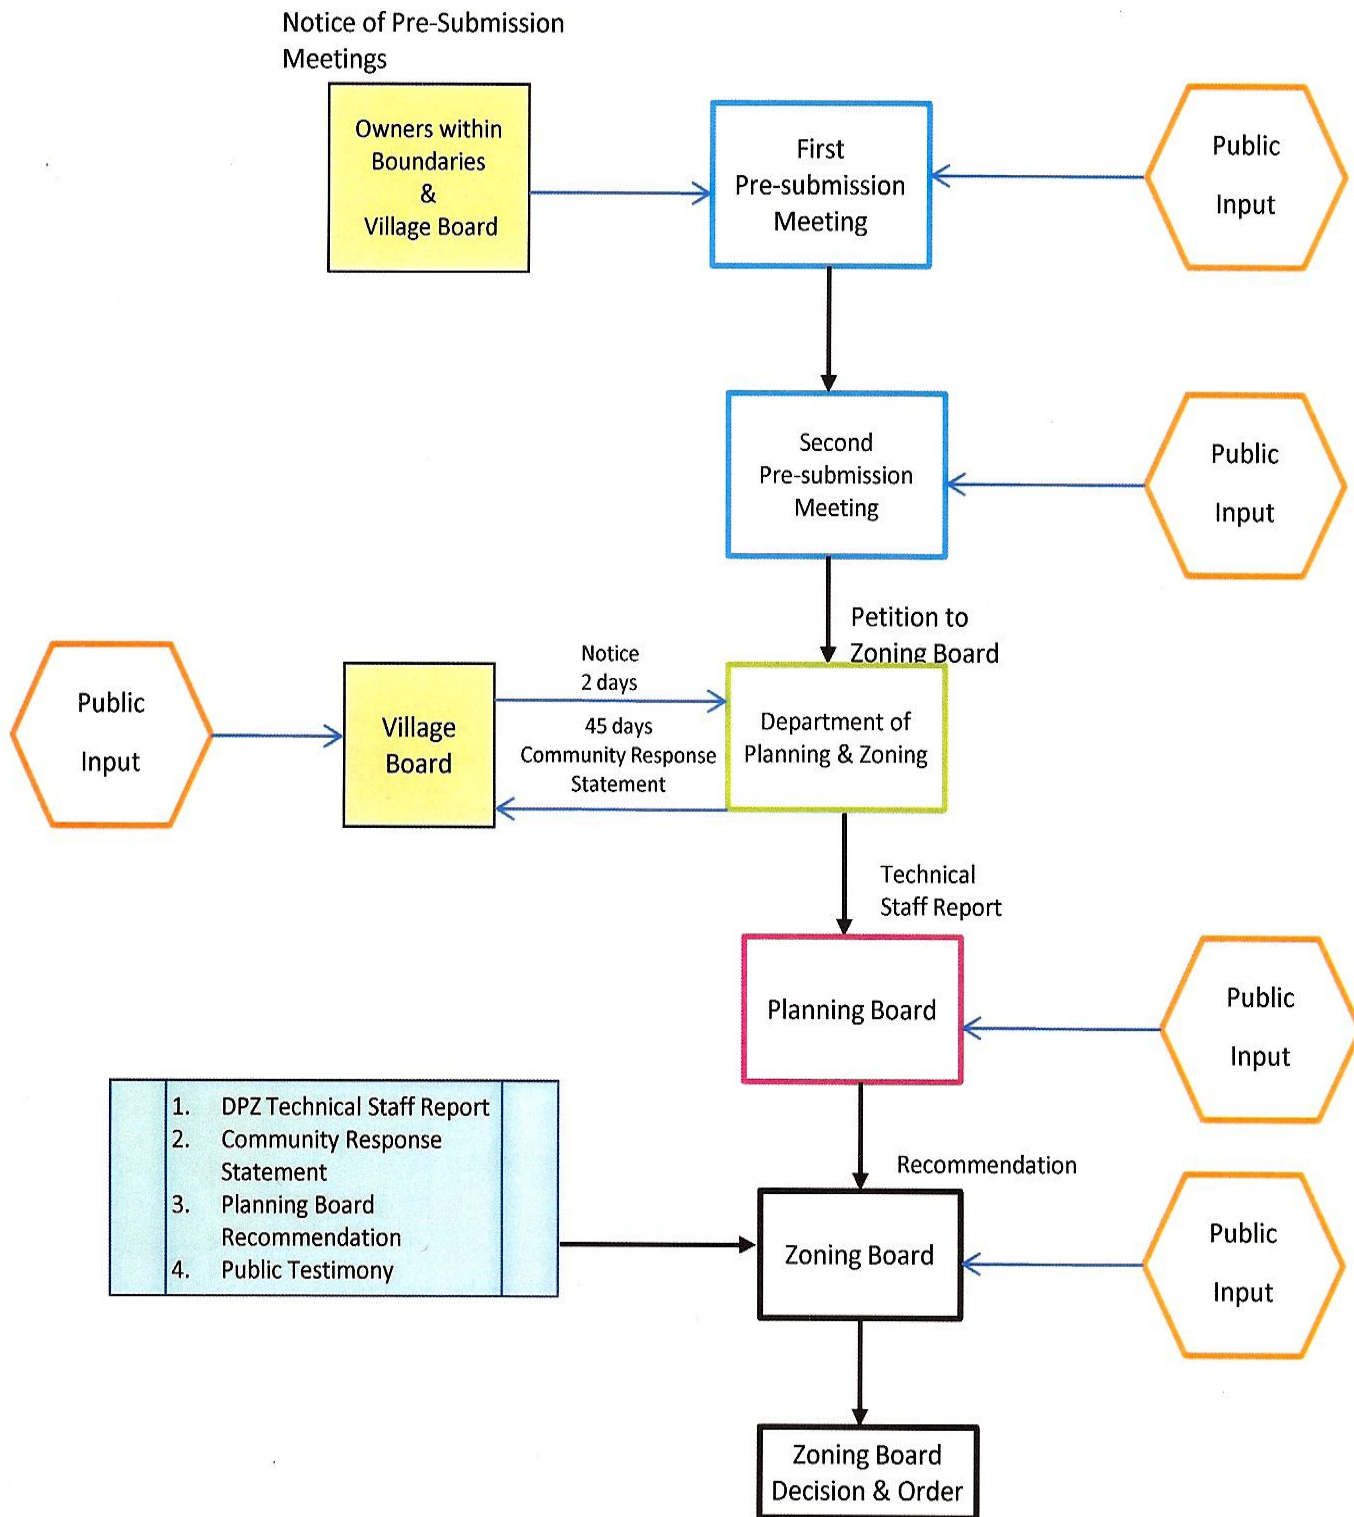 Notice of Pre-Submission
Meetings
Owners within
Boundaries
&
Village Board
First
Pre-submission
Meeting
Public
Input
Second
Pre-submission
Meeting
Public
Input
Petition to
Zoning Board
Public
Input
Village
Board
Notice
2 days
45 days
Community Response
Statement
Department of
Planning & Zoning
Technical
Staff Report
Planning Board
Public
Input
1. DPZ Technical Staff Report
2. Community Response
Statement
3. Planning Board
Recommendation
4. Public Testimony
Recommendation
Zoning Board
Public
Input
Zoning Board
Decision & Order